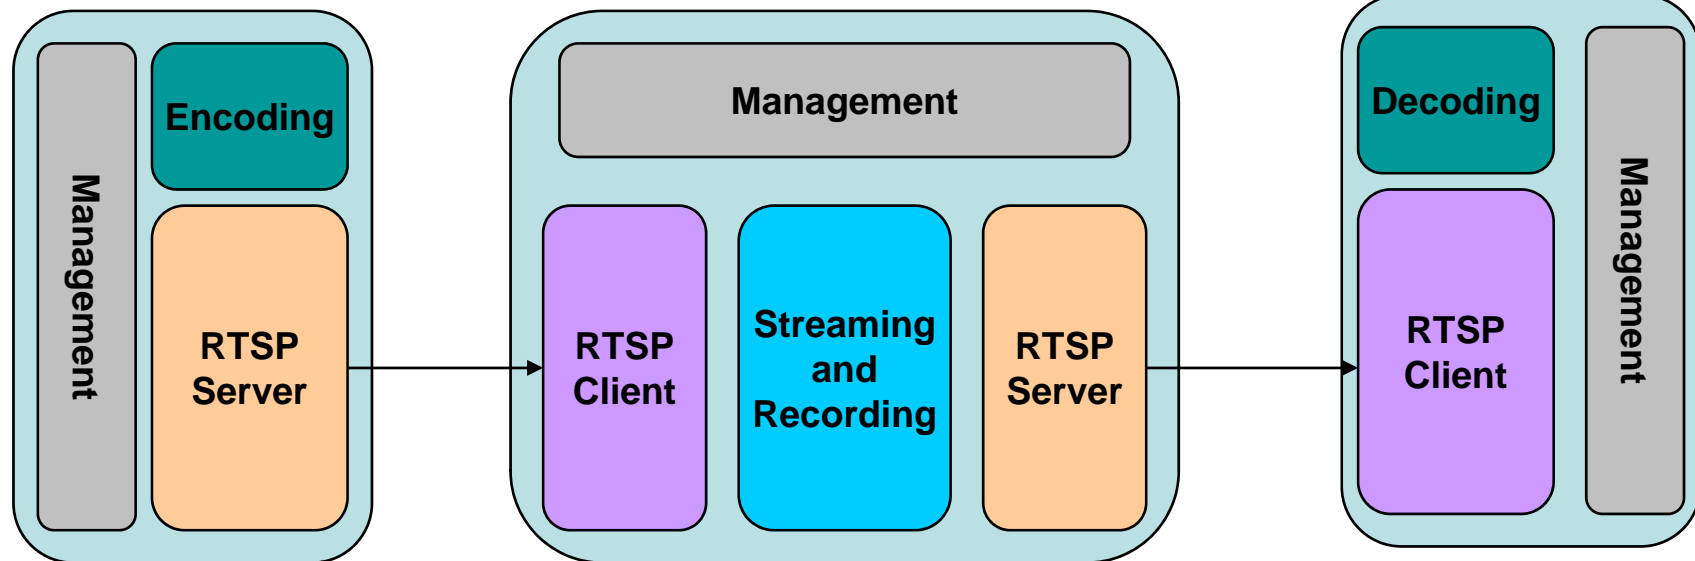 Management
Encoding
RTSP
Server
Management
RTSP
Client
Streaming
and
Recording
RTSP
Server
Decoding
RTSP
Client
Management